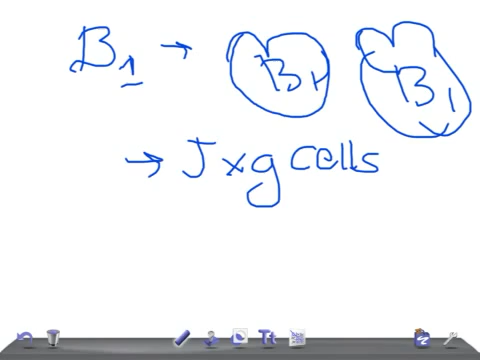 B1 → B1 B1
→ Jxg cells